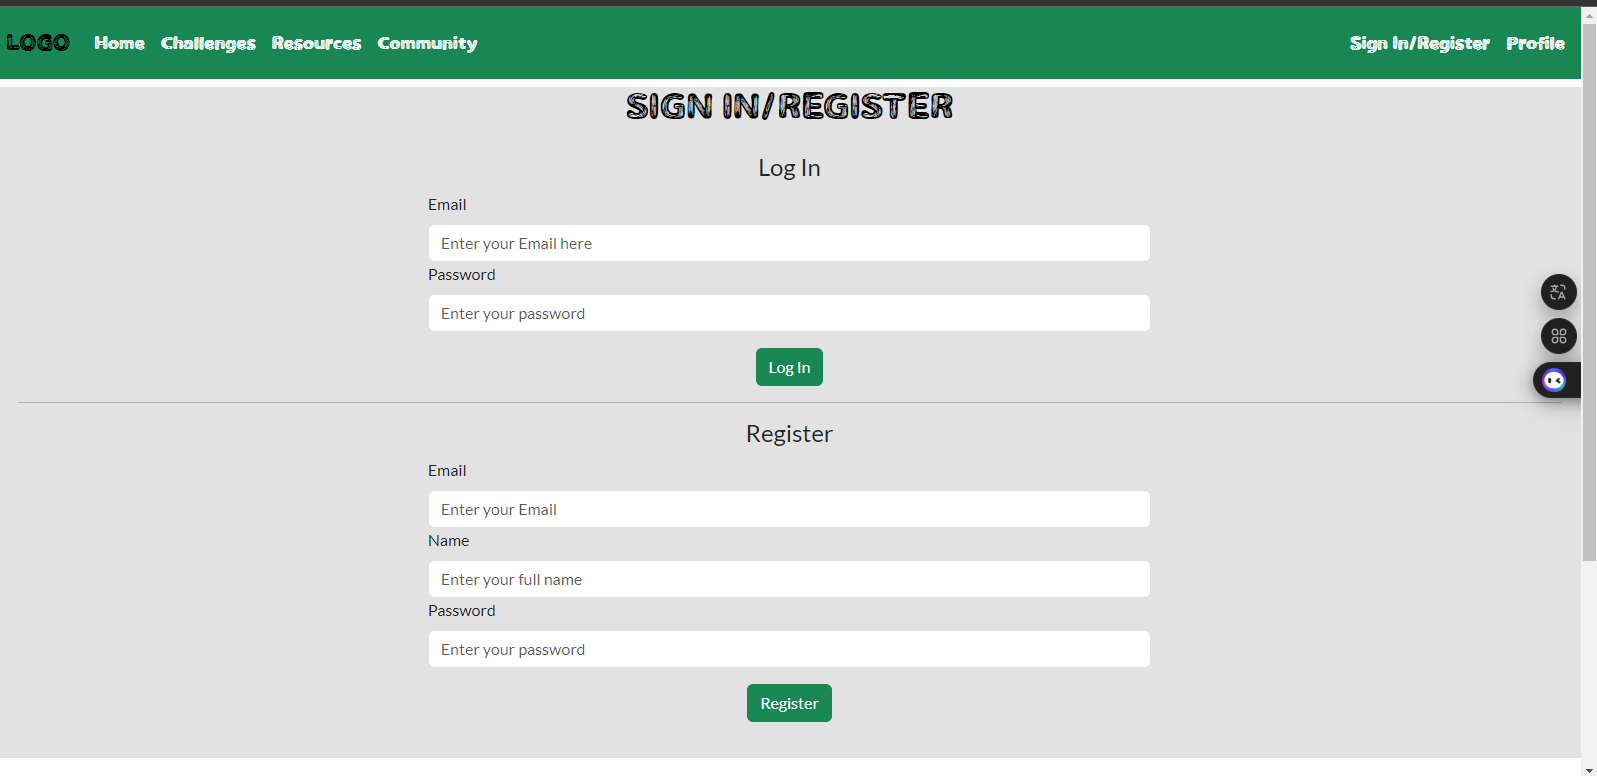 LOGO Home Challenges Resources Community Sign In/Register Profile
SIGN IN/REGISTER
Log In
Email
Enter your Email here
Password
Enter your password
Log In
Register
Email
Enter your Email
Name
Enter your full name
Password
Enter your password
Register